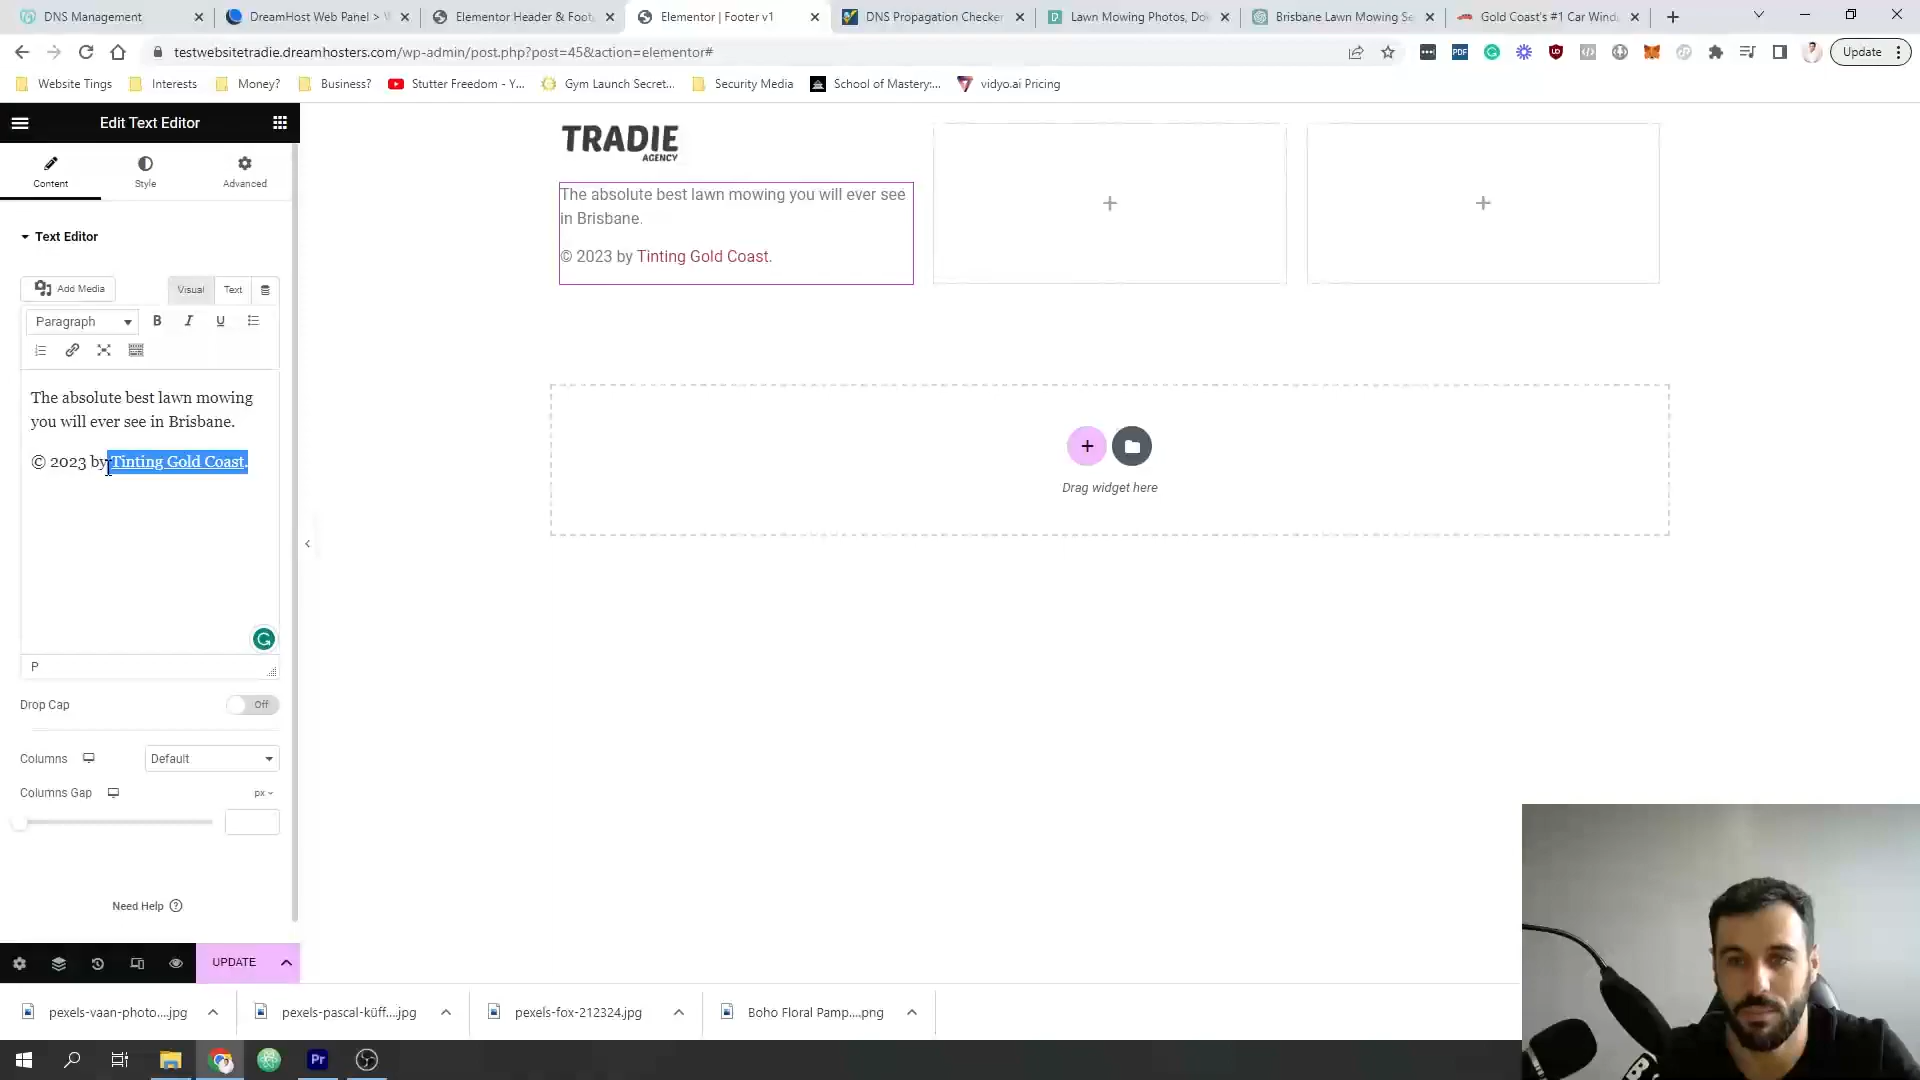 DNS Management
DreamHost Web Panel > V
Elementor Header & Foot
Elementor | Footer v1
DNS Propagation Checker
Lawn Mowing Photos, Do
Brisbane Lawn Mowing Se
Gold Coast's #1 Car Wind
testwebsitetradie.dreamhosters.com/wp-admin/post.php?post=45&action=elementor#
PDF
Update
Website Tings
Interests
Money?
Business?
Stutter Freedom - Y...
Gym Launch Secret...
Security Media
School of Mastery:...
vidyo.ai Pricing
Edit Text Editor
Content
Style
Advanced
Text Editor
Add Media
Visual
Text
Paragraph
B
I
U
The absolute best lawn mowing
you will ever see in Brisbane.
© 2023 by Tinting Gold Coast.
P
Drop Cap
Off
Columns
Default
Columns Gap
px
Need Help
UPDATE
TRADIE
AGENCY
The absolute best lawn mowing you will ever see
in Brisbane.
© 2023 by Tinting Gold Coast.
Drag widget here
pexels-vaan-photo....jpg
pexels-pascal-küff....jpg
pexels-fox-212324.jpg
Boho Floral Pamp....png
Pr